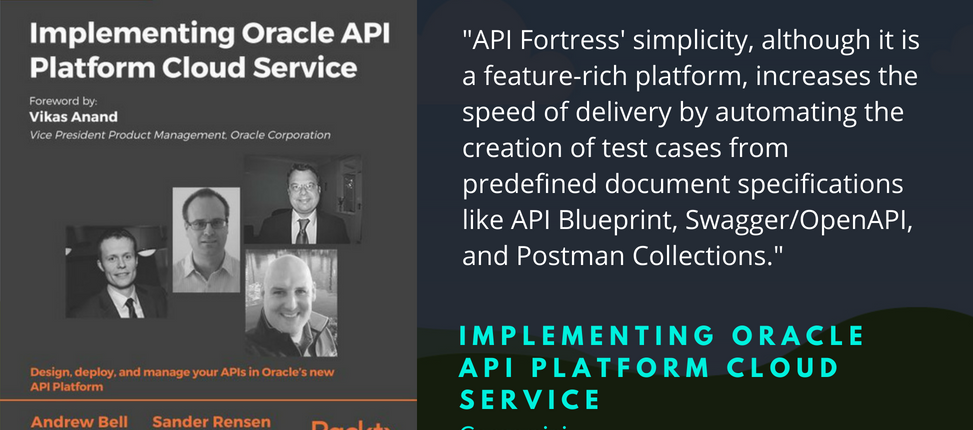 Implementing Oracle API
Platform Cloud Service
Foreword by:
Vikas Anand
Vice President Product Management, Oracle Corporation
Design, deploy, and manage your APIs in Oracle's new
API Platform
Andrew Bell Sander Rensen
Packt>
"API Fortress' simplicity, although it is
a feature-rich platform, increases the
speed of delivery by automating the
creation of test cases from
predefined document specifications
like API Blueprint, Swagger/OpenAPI,
and Postman Collections."
IMPLEMENTING ORACLE
API PLATFORM CLOUD
SERVICE